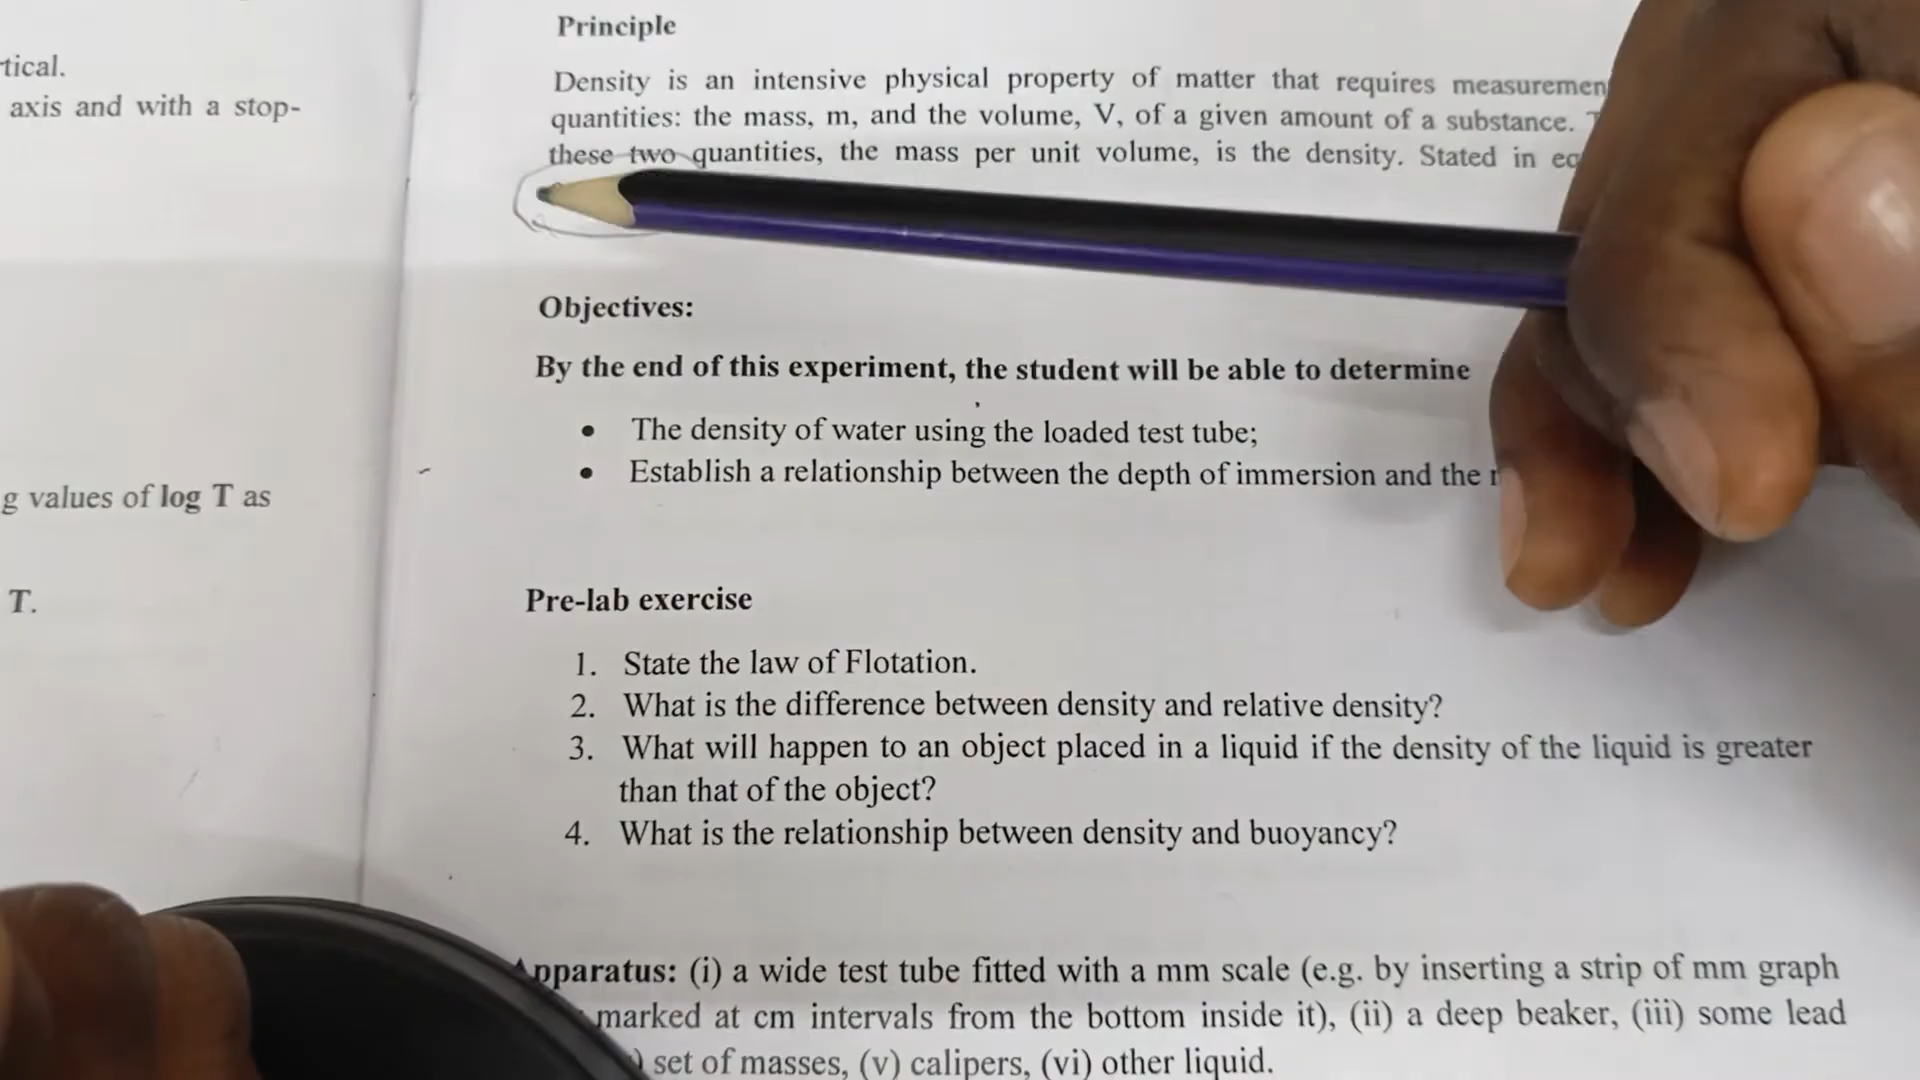 tical.
axis and with a stop-
g values of log T as
T.
Principle
Density is an intensive physical property of matter that requires
quantities: the mass, m, and the volume, V, of a given amount of a substance.
these two quantities, the mass per unit volume, is the density. Stated in
Objectives:
By the end of this experiment, the student will be able to determine
• The density of water using the loaded test tube;
• Establish a relationship between the depth of immersion and the
Pre-lab exercise
1. State the law of Flotation.
2. What is the difference between density and relative density?
3. What will happen to an object placed in a liquid if the density of the liquid is greater
than that of the object?
4. What is the relationship between density and buoyancy?
Apparatus: (i) a wide test tube fitted with a mm scale (e.g. by inserting a strip of mm graph
marked at cm intervals from the bottom inside it), (ii) a deep beaker, (iii) some lead
) set of masses, (v) calipers, (vi) other liquid.